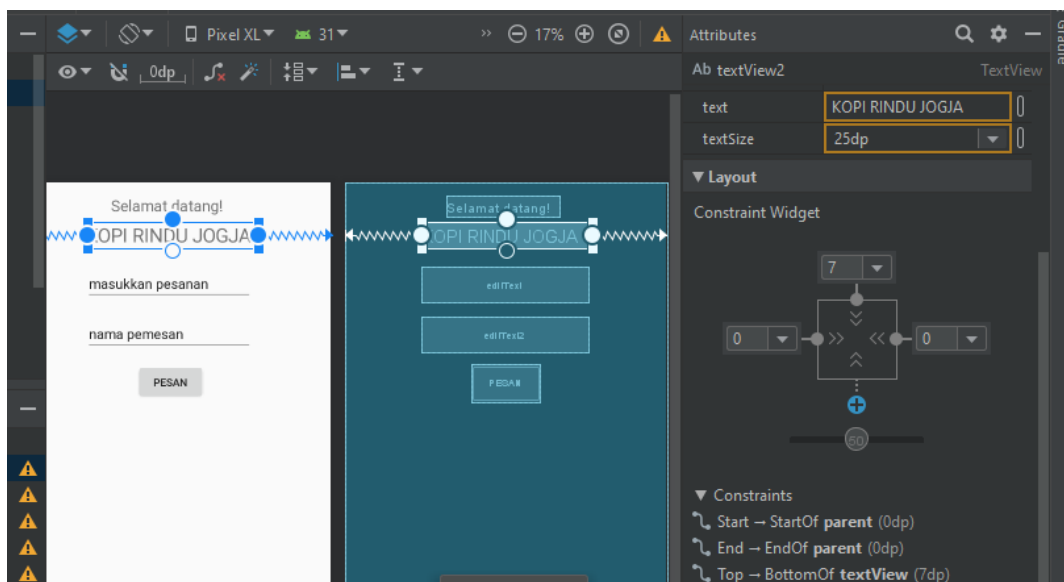 Pixel XL
31
17%
Attributes
Gradle
0dp
Ab textView2
TextView
text
KOPI RINDU JOGJA
textSize
25dp
Layout
Constraint Widget
7
0
0
50
Constraints
Start → StartOf parent (0dp)
End → EndOf parent (0dp)
Top → BottomOf textView (7dp)
Selamat datang!
KOPI RINDU JOGJA
masukkan pesanan
nama pemesan
PESAN
Selamat datang!
KOPI RINDU JOGJA
editText
editText2
PESAN